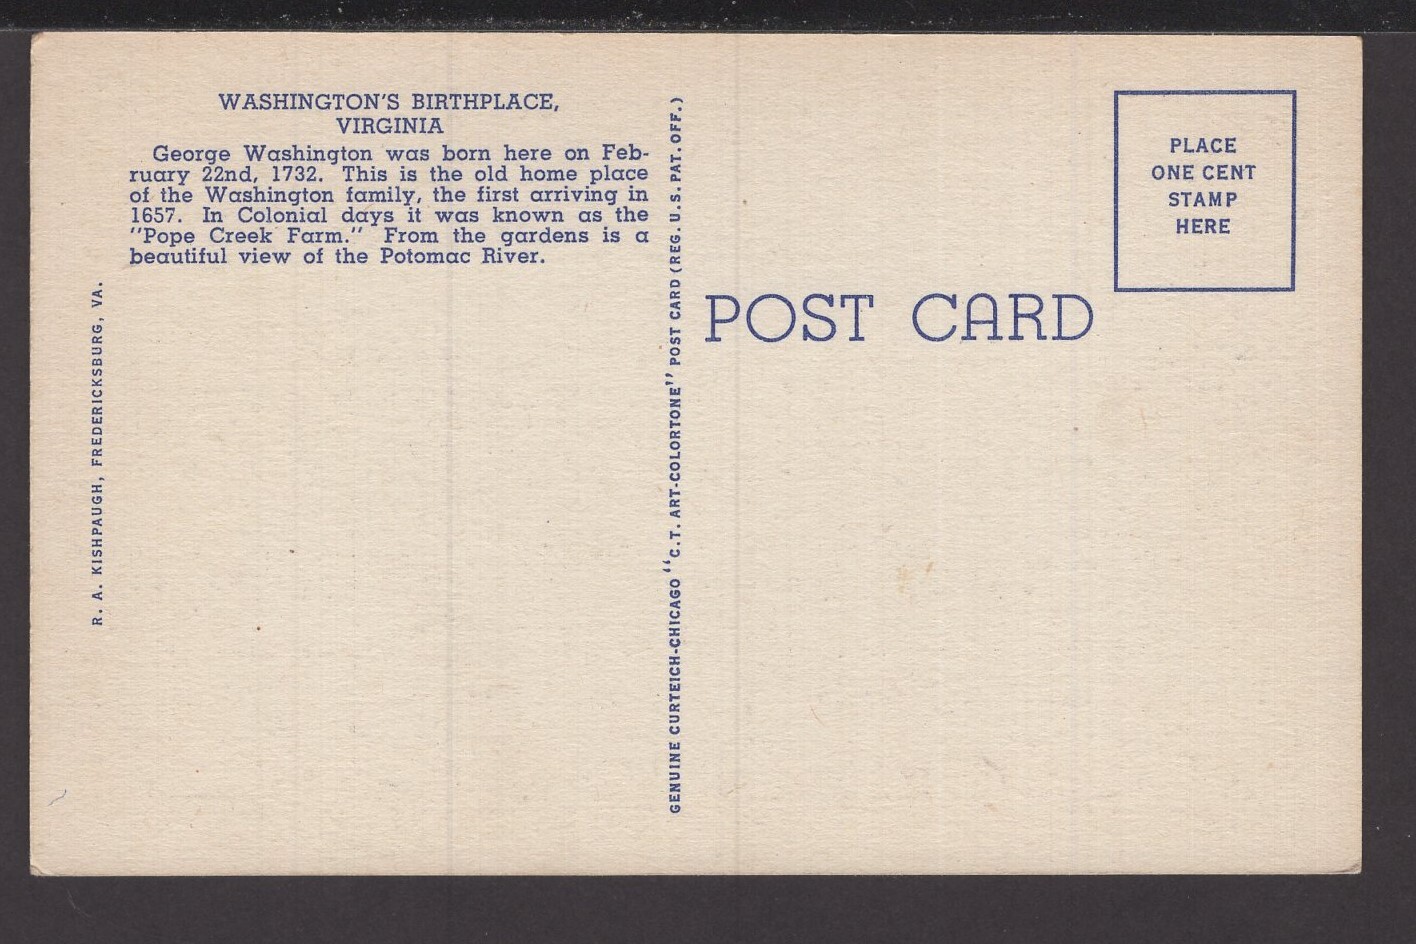 WASHINGTON'S BIRTHPLACE,
VIRGINIA
George Washington was born here on Feb-
ruary 22nd, 1732. This is the old home place
of the Washington family, the first arriving in
1657. In Colonial days it was known as the
"Pope Creek Farm." From the gardens is a
beautiful view of the Potomac River.
R. A. KISHPAUGH, FREDERICKSBURG, VA.
GENUINE CURTEICH-CHICAGO "C.T. ART-COLORTONE" POST CARD (REG. U.S. PAT. OFF.)
POST CARD
PLACE
ONE CENT
STAMP
HERE